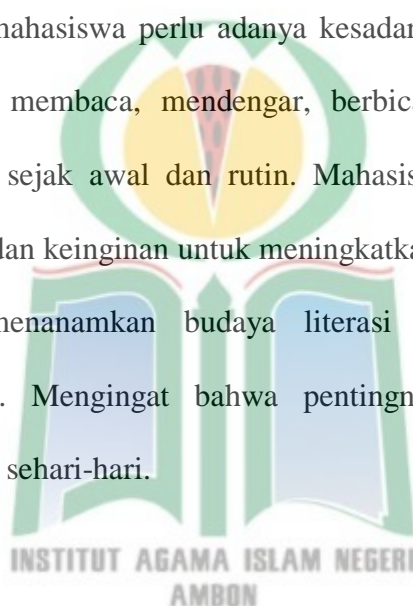 mahasiswa perlu adanya kesadar
membaca, mendengar, berbica
sejak awal dan rutin. Mahasis
dan keinginan untuk meningkatka
menanamkan budaya literasi
. Mengingat bahwa pentingn
sehari-hari.
INSTITUT AGAMA ISLAM NEGERI
AMBON